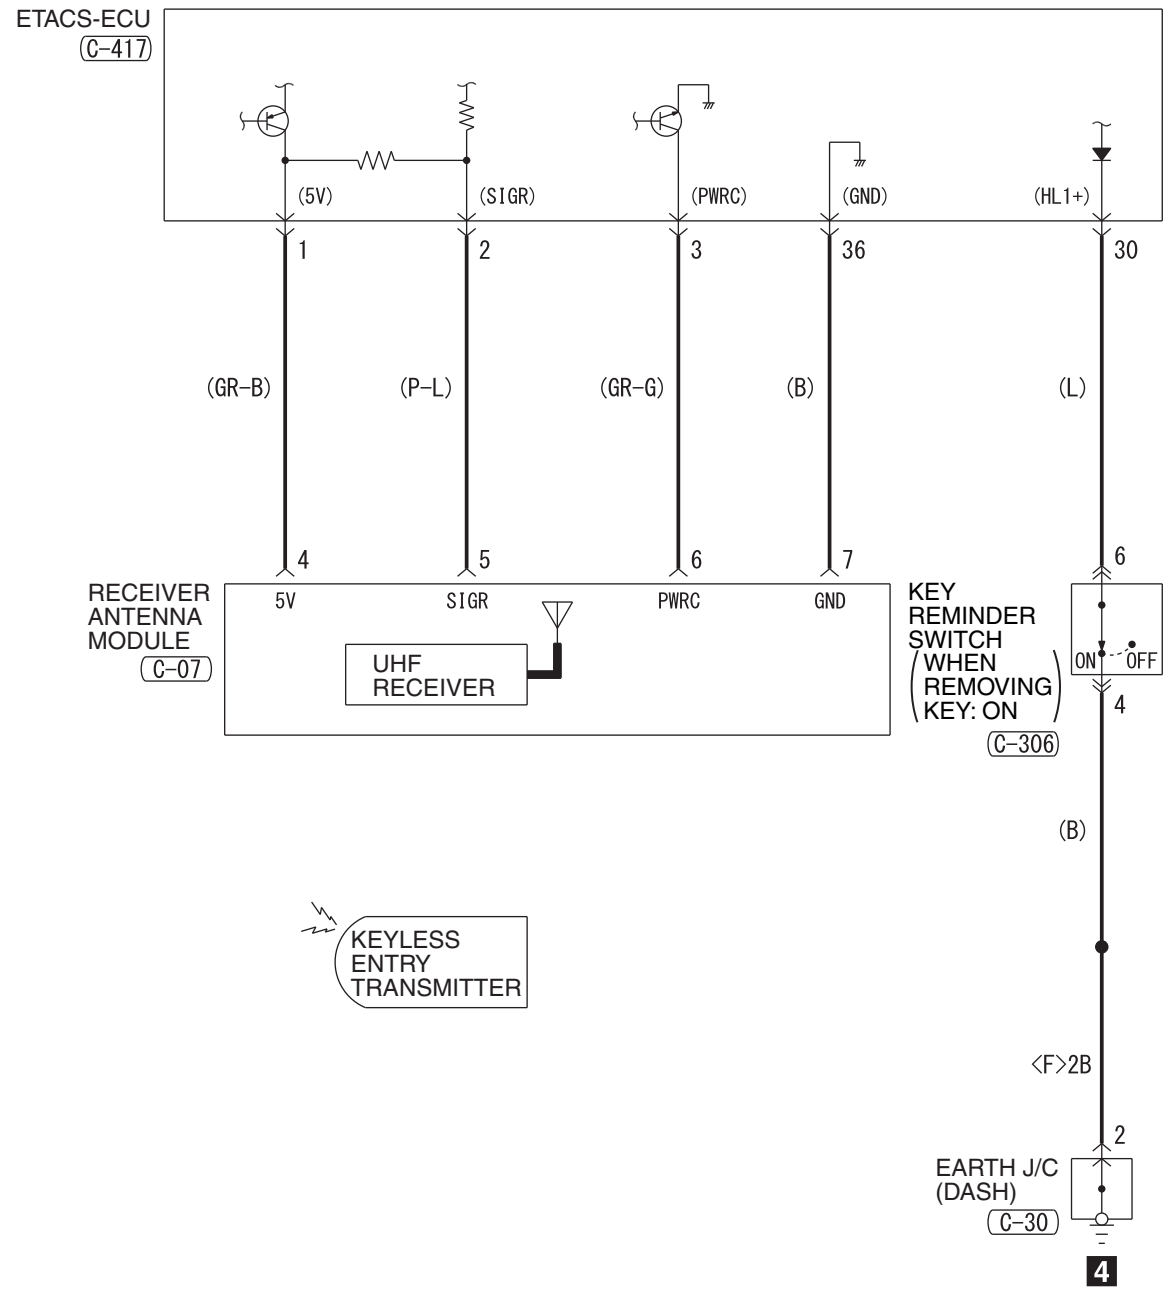 ETACS-ECU
(C-417)
(5V)
(SIGR)
(PWRC)
(GND)
(HL1+)
1
2
3
36
30
(GR-B)
(P-L)
(GR-G)
(B)
(L)
4
5
6
7
6
RECEIVER
ANTENNA
MODULE
C-07
5V
SIGR
PWRC
GND
UHF
RECEIVER
KEY
REMINDER
SWITCH
(WHEN
REMOVING
KEY: ON)
C-306
ON
OFF
4
(B)
KEYLESS
ENTRY
TRANSMITTER
<F>2B
2
EARTH J/C
(DASH)
C-30
4